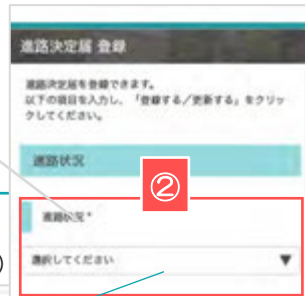 進路決定届 登録
進路決定届を登録できます。
以下の項目を入力し、「登録する/更新する」をクリッ
クしてください。
進路状況
②
進路状況*
選択してください ▼
)